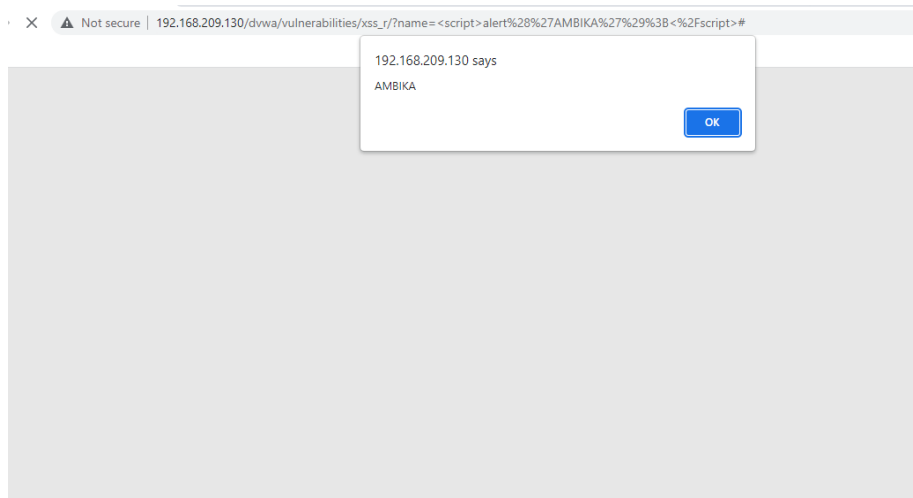 Not secure | 192.168.209.130/dvwa/vulnerabilities/xss_r/?name=<script>alert%28%27AMBIKA%27%29%3B<%2Fscript>#
192.168.209.130 says
AMBIKA
OK